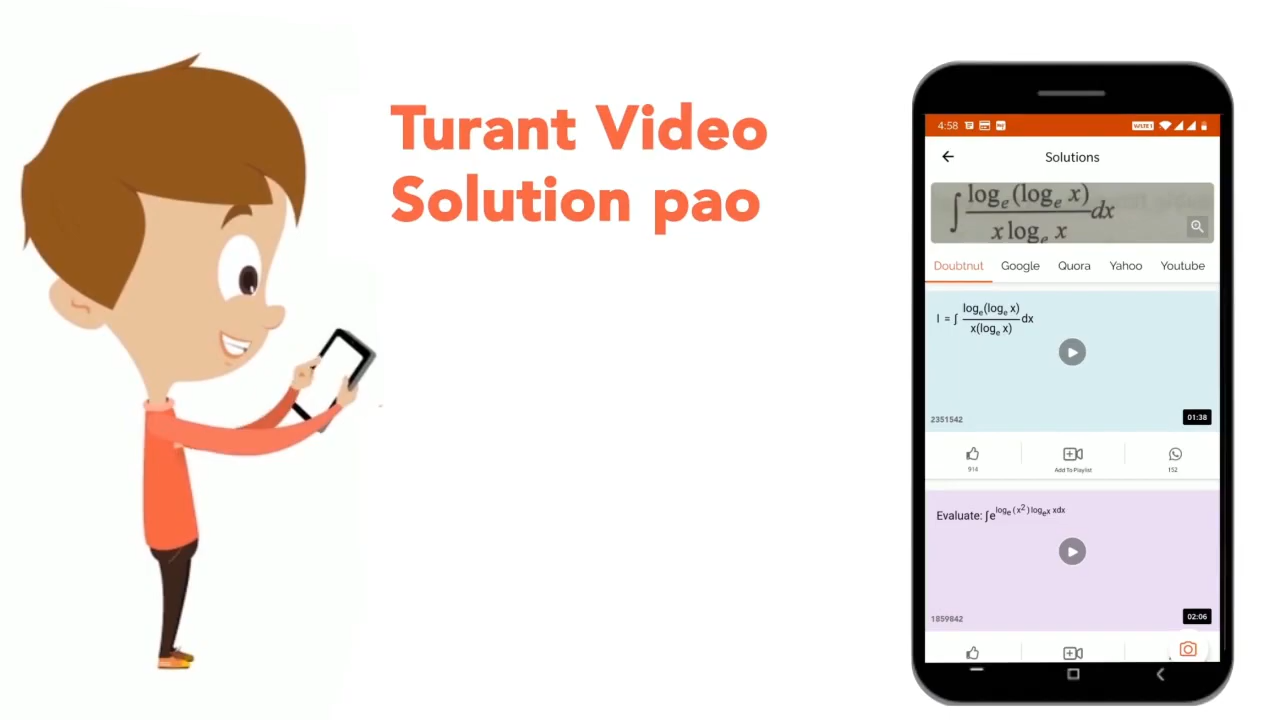 Turant Video
Solution pao
4:58
VoLTE1
Solutions
∫ logₑ(logₑ x) / x logₑ x dx
Doubtnut Google Quora Yahoo Youtube
I = ∫ logₑ(logₑ x) / x(logₑ x) dx
2351542 01:38
914 Add To Playlist 152
Evaluate: ∫e^logₑ(x²)logₑx xdx
1859842 02:06